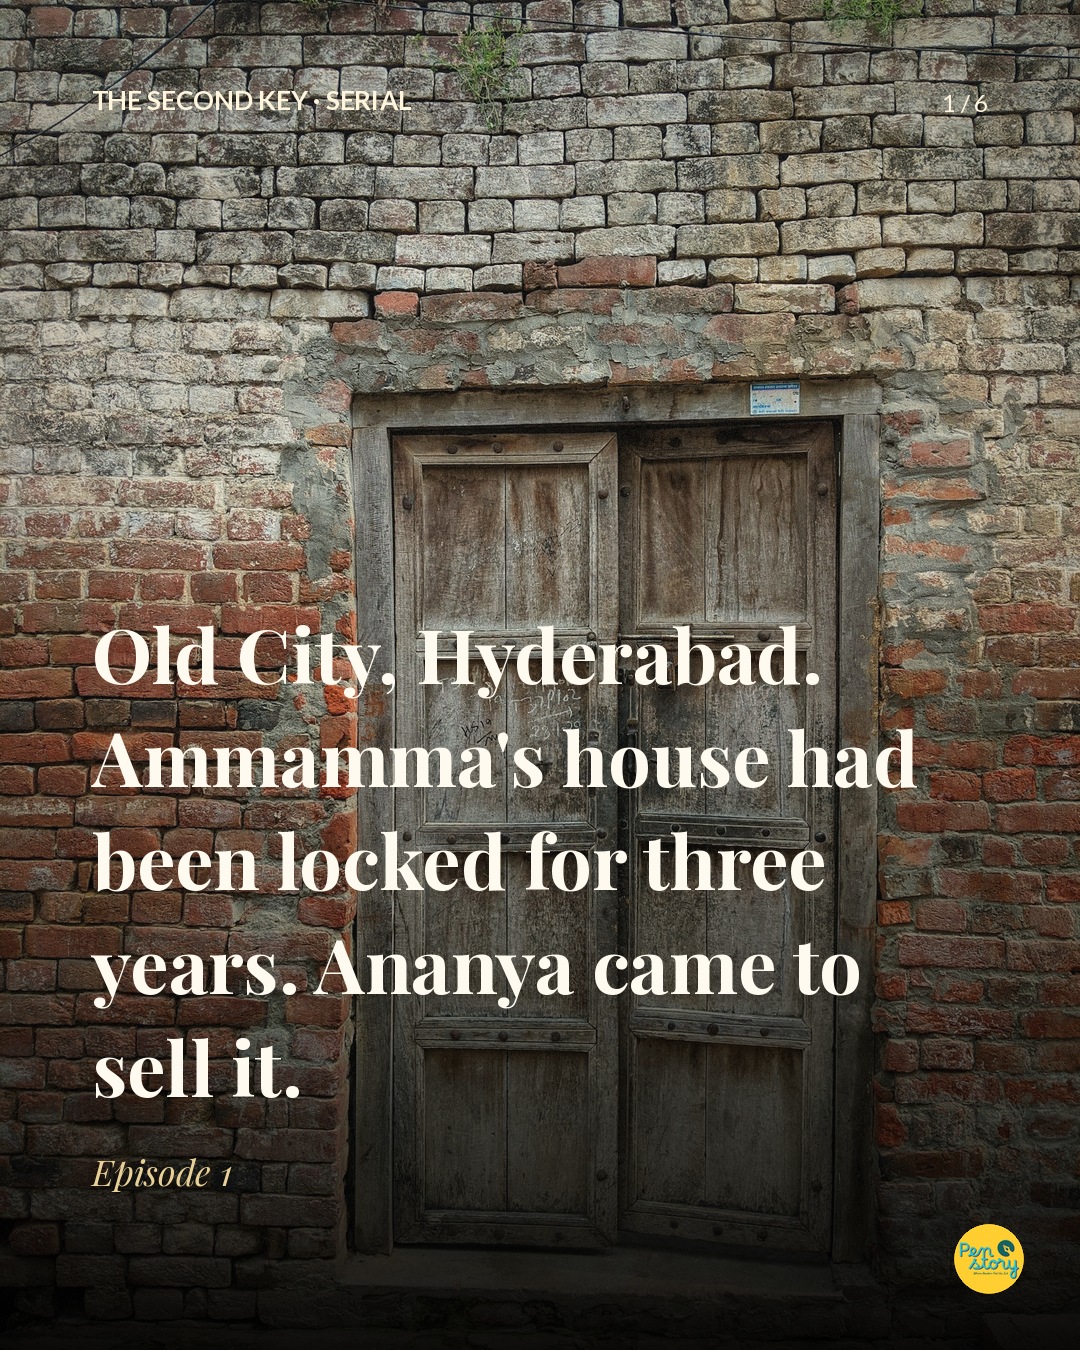 THE SECOND KEY · SERIAL
1 / 6
Old City, Hyderabad.
Ammamma's house had
been locked for three
years. Ananya came to
sell it.
Episode 1
Pen
story